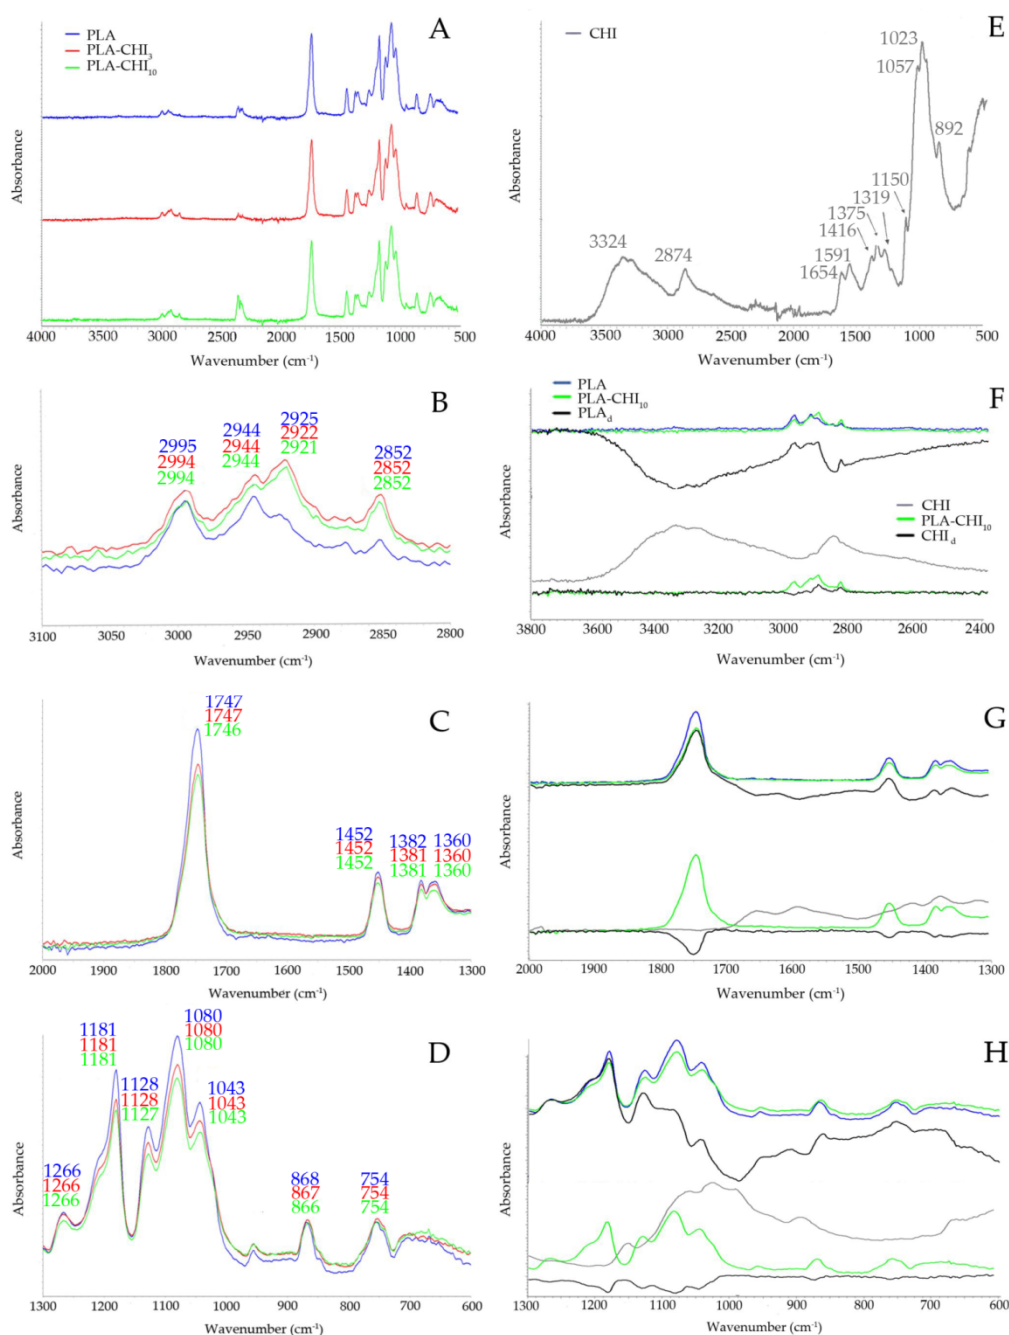 A
PLA
PLA-CHI3
PLA-CHI10
Absorbance
4000 3500 3000 2500 2000 1500 1000 500
Wavenumber (cm-1)
E
CHI
1023
1057
892
1150
1319
1375
1416
1591
1654
3324
2874
Absorbance
4000 3500 3000 2500 2000 1500 1000 500
Wavenumber (cm-1)
B
2995 2944 2925 2852
2994 2944 2922 2852
2994 2944 2921 2852
Absorbance
3100 3050 3000 2950 2900 2850 2800
Wavenumber (cm-1)
F
PLA
PLA-CHI10
PLAd
CHI
PLA-CHI10
CHId
Absorbance
3800 3600 3400 3200 3000 2800 2600 2400
Wavenumber (cm-1)
C
1747
1747
1746
1452 1382 1360
1452 1381 1360
1452 1381 1360
Absorbance
2000 1900 1800 1700 1600 1500 1400 1300
Wavenumber (cm-1)
G
Absorbance
2000 1900 1800 1700 1600 1500 1400 1300
Wavenumber (cm-1)
D
1266 1181 1128 1080 1043 868 754
1266 1181 1128 1080 1043 867 754
1266 1181 1127 1080 1043 866 754
Absorbance
1300 1200 1100 1000 900 800 700 600
Wavenumber (cm-1)
H
Absorbance
1300 1200 1100 1000 900 800 700 600
Wavenumber (cm-1)